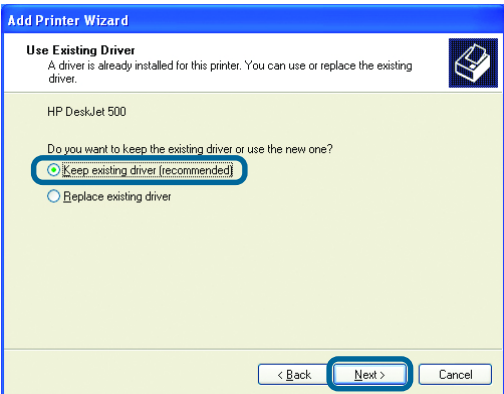 Add Printer Wizard
Use Existing Driver
A driver is already installed for this printer. You can use or replace the existing
driver.
HP DeskJet 500
Do you want to keep the existing driver or use the new one?
Keep existing driver (recommended)
Replace existing driver
< Back Next > Cancel